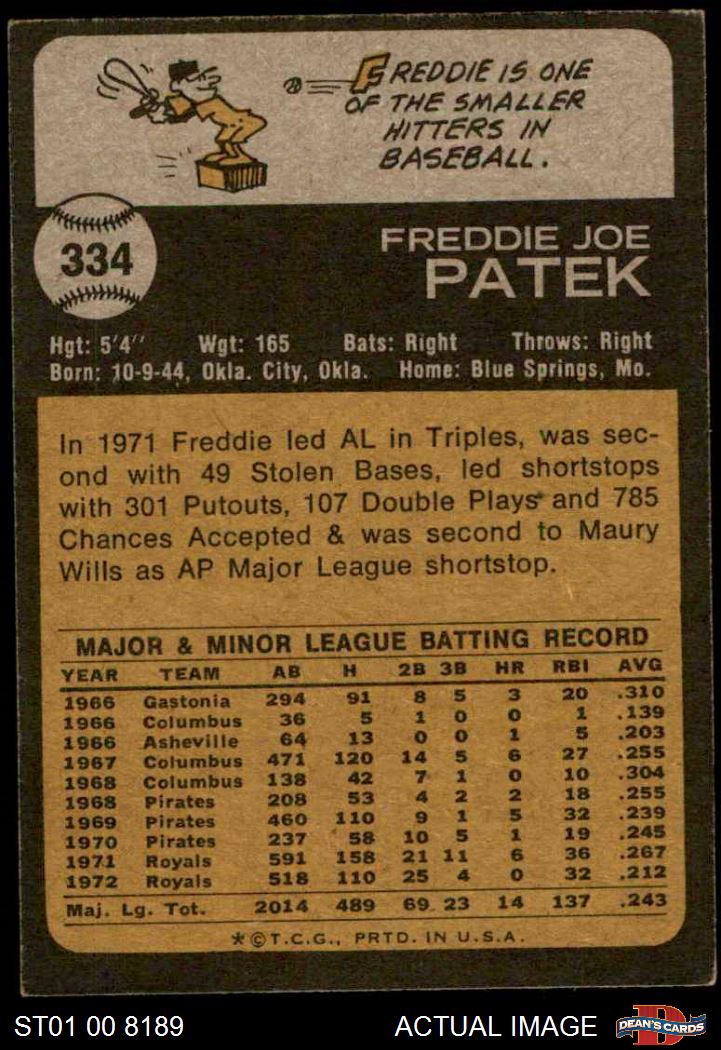 FREDDIE IS ONE
OF THE SMALLER
HITTERS IN
BASEBALL.
334
FREDDIE JOE
PATEK
Hgt: 5'4" Wgt: 165 Bats: Right Throws: Right
Born: 10-9-44, Okla. City, Okla. Home: Blue Springs, Mo.
In 1971 Freddie led AL in Triples, was sec-
ond with 49 Stolen Bases, led shortstops
with 301 Putouts, 107 Double Plays and 785
Chances Accepted & was second to Maury
Wills as AP Major League shortstop.
MAJOR & MINOR LEAGUE BATTING RECORD
YEAR TEAM AB H 2B 3B HR RBI AVG
1966 Gastonia 294 91 8 5 3 20 .310
1966 Columbus 36 5 1 0 0 1 .139
1966 Asheville 64 13 0 0 1 5 .203
1967 Columbus 471 120 14 5 6 27 .255
1968 Columbus 138 42 7 1 0 10 .304
1968 Pirates 208 53 4 2 2 18 .255
1969 Pirates 460 110 9 1 5 32 .239
1970 Pirates 237 58 10 5 1 19 .245
1971 Royals 591 158 21 11 6 36 .267
1972 Royals 518 110 25 4 0 32 .212
Maj. Lg. Tot. 2014 489 69 23 14 137 .243
*©T.C.G., PRTD. IN U.S.A.
ST01 00 8189 ACTUAL IMAGE D DEAN'S CARDS